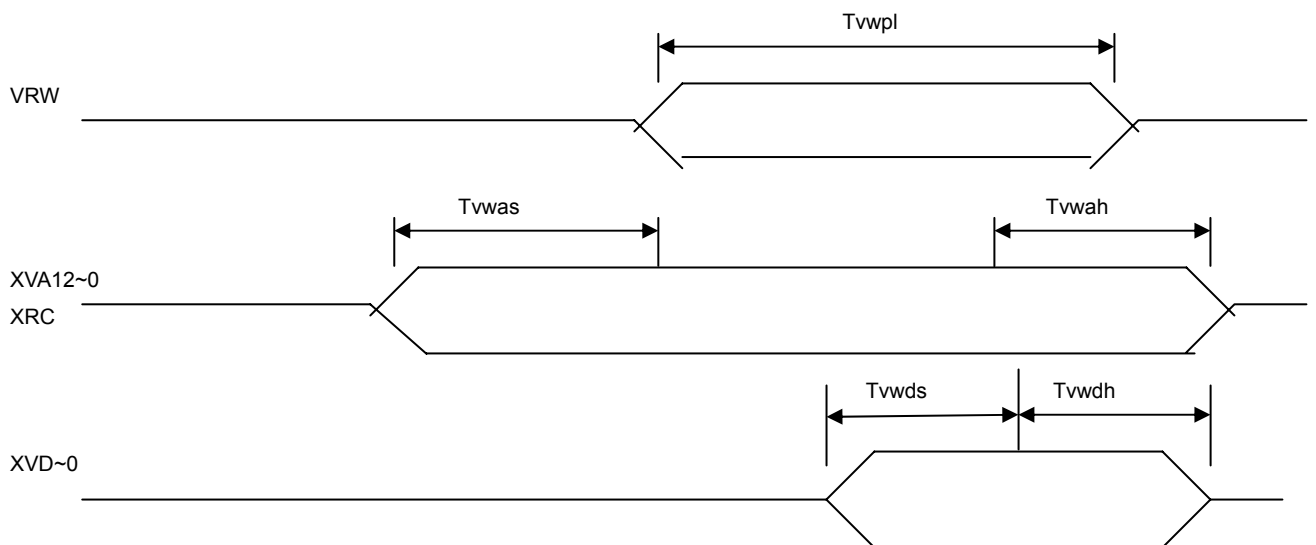 Tvwpl
VRW
Tvwas
Tvwah
XVA12~0
XRC
Tvwds
Tvwdh
XVD~0